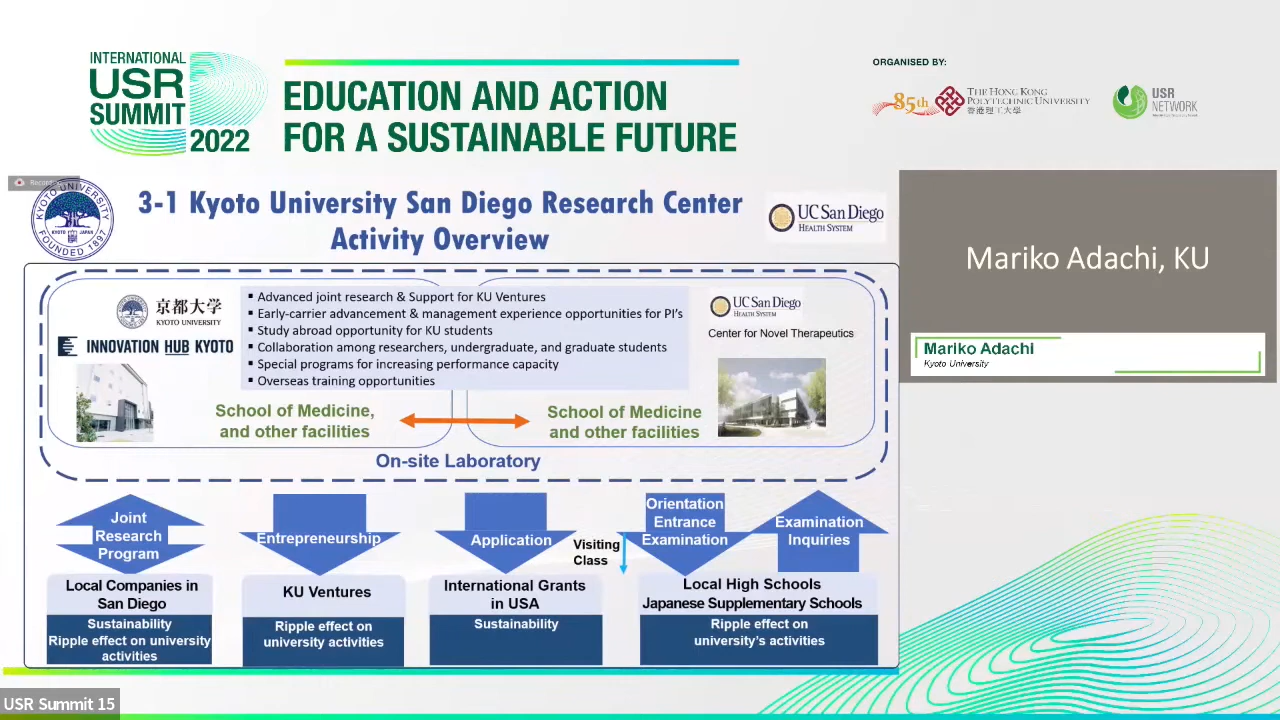 INTERNATIONAL
USR
SUMMIT
2022
EDUCATION AND ACTION
FOR A SUSTAINABLE FUTURE
ORGANISED BY:
85th
THE HONG KONG
POLYTECHNIC UNIVERSITY
香港理工大學
USR
NETWORK
KYOTO UNIVERSITY
KYOTO JAPAN
FOUNDED 1897
3-1 Kyoto University San Diego Research Center
Activity Overview
UC San Diego
HEALTH SYSTEM
京都大学
KYOTO UNIVERSITY
INNOVATION HUB KYOTO
▪ Advanced joint research & Support for KU Ventures
▪ Early-carrier advancement & management experience opportunities for PI's
▪ Study abroad opportunity for KU students
▪ Collaboration among researchers, undergraduate, and graduate students
▪ Special programs for increasing performance capacity
▪ Overseas training opportunities
UC San Diego
HEALTH SYSTEM
Center for Novel Therapeutics
School of Medicine,
and other facilities
School of Medicine
and other facilities
On-site Laboratory
Joint
Research
Program
Entrepreneurship
Application
Visiting
Class
Orientation
Entrance
Examination
Examination
Inquiries
Local Companies in
San Diego
Sustainability
Ripple effect on university
activities
KU Ventures
Ripple effect on
university activities
International Grants
in USA
Sustainability
Local High Schools
Japanese Supplementary Schools
Ripple effect on
university's activities
Mariko Adachi, KU
Mariko Adachi
Kyoto University
USR Summit 15